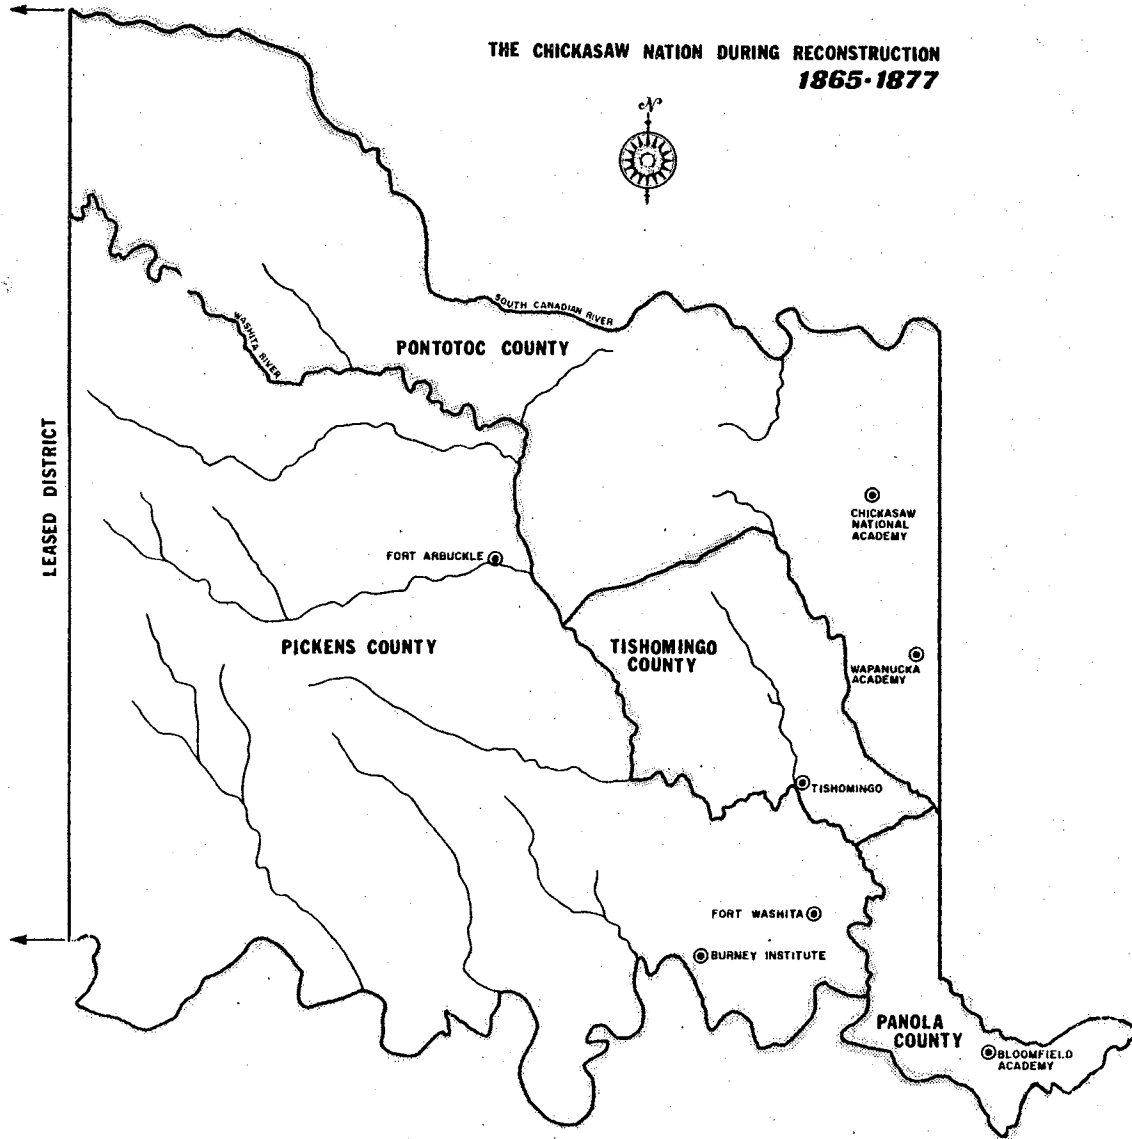 THE CHICKASAW NATION DURING RECONSTRUCTION
1865·1877
N
SOUTH CANADIAN RIVER
WASHITA RIVER
PONTOTOC COUNTY
LEASED DISTRICT
CHICKASAW
NATIONAL
ACADEMY
FORT ARBUCKLE
PICKENS COUNTY
TISHOMINGO
COUNTY
WAPANUCKA
ACADEMY
TISHOMINGO
FORT WASHITA
BURNEY INSTITUTE
PANOLA
COUNTY
BLOOMFIELD
ACADEMY